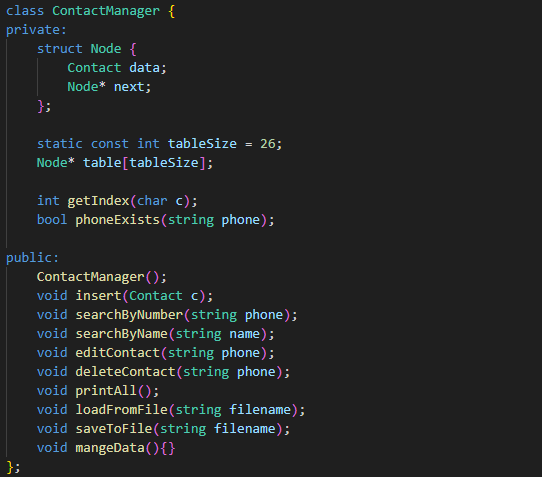 class ContactManager {
private:
    struct Node {
        Contact data;
        Node* next;
    };

    static const int tableSize = 26;
    Node* table[tableSize];

    int getIndex(char c);
    bool phoneExists(string phone);

public:
    ContactManager();
    void insert(Contact c);
    void searchByNumber(string phone);
    void searchByName(string name);
    void editContact(string phone);
    void deleteContact(string phone);
    void printAll();
    void loadFromFile(string filename);
    void saveToFile(string filename);
    void mangeData(){}
};